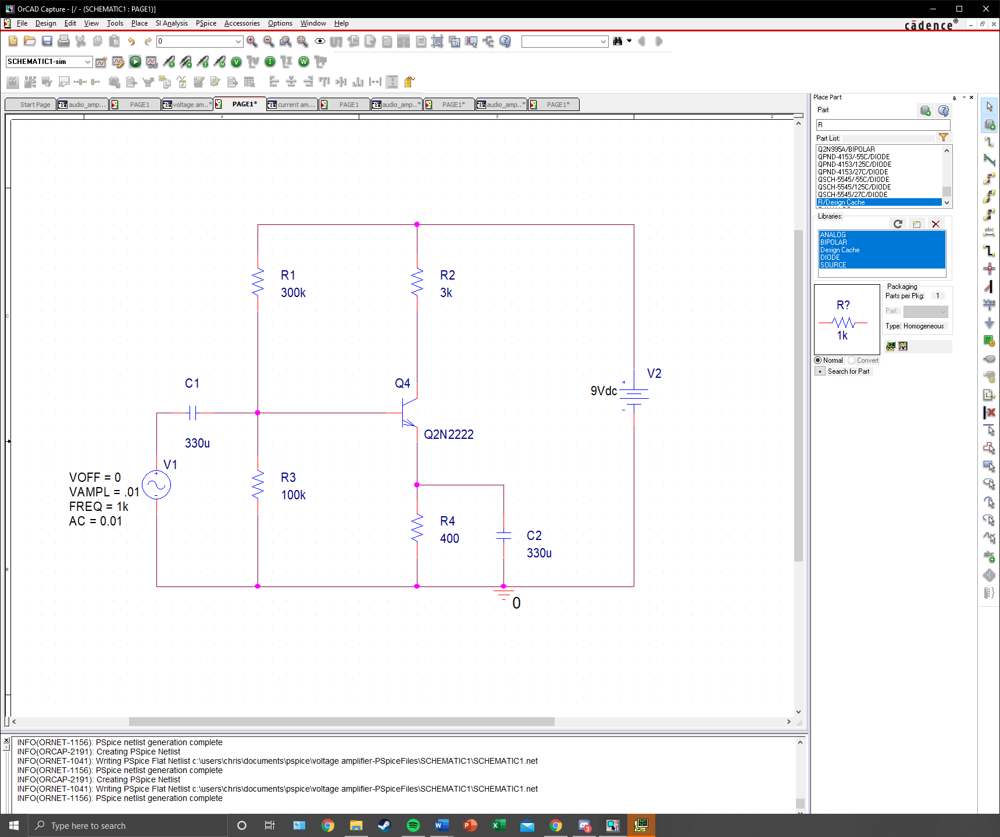 OrCAD Capture - [/ - (SCHEMATIC1 : PAGE1)]
File Design Edit View Tools Place SI Analysis PSpice Accessories Options Window Help
cādence®
0
SCHEMATIC1-sim
Start Page audio_amp... PAGE1 voltage am...* PAGE1* current am... PAGE1 audio_amp...* PAGE1* audio_amp...* PAGE1*
4 3 2
C
B
R1
300k
R2
3k
C1
330u
Q4
Q2N2222
V2
9Vdc
+
-
V1
VOFF = 0
VAMPL = .01
FREQ = 1k
AC = 0.01
+
-
R3
100k
R4
400
C2
330u
0
Place Part
Part
R
Part List:
Q2N995A/BIPOLAR
QPND-4153/-55C/DIODE
QPND-4153/125C/DIODE
QPND-4153/27C/DIODE
QSCH-5545/-55C/DIODE
QSCH-5545/125C/DIODE
QSCH-5545/27C/DIODE
R/Design Cache
Libraries:
ANALOG
BIPOLAR
Design Cache
DIODE
SOURCE
R?
1k
Packaging
Parts per Pkg: 1
Part:
Type: Homogeneous
Normal Convert
+ Search for Part
INFO(ORNET-1156): PSpice netlist generation complete
INFO(ORCAP-2191): Creating PSpice Netlist
INFO(ORNET-1041): Writing PSpice Flat Netlist c:\users\chris\documents\pspice\voltage amplifier-PSpiceFiles\SCHEMATIC1\SCHEMATIC1.net
INFO(ORNET-1156): PSpice netlist generation complete
INFO(ORCAP-2191): Creating PSpice Netlist
INFO(ORNET-1041): Writing PSpice Flat Netlist c:\users\chris\documents\pspice\voltage amplifier-PSpiceFiles\SCHEMATIC1\SCHEMATIC1.net
INFO(ORNET-1156): PSpice netlist generation complete
Type here to search
3